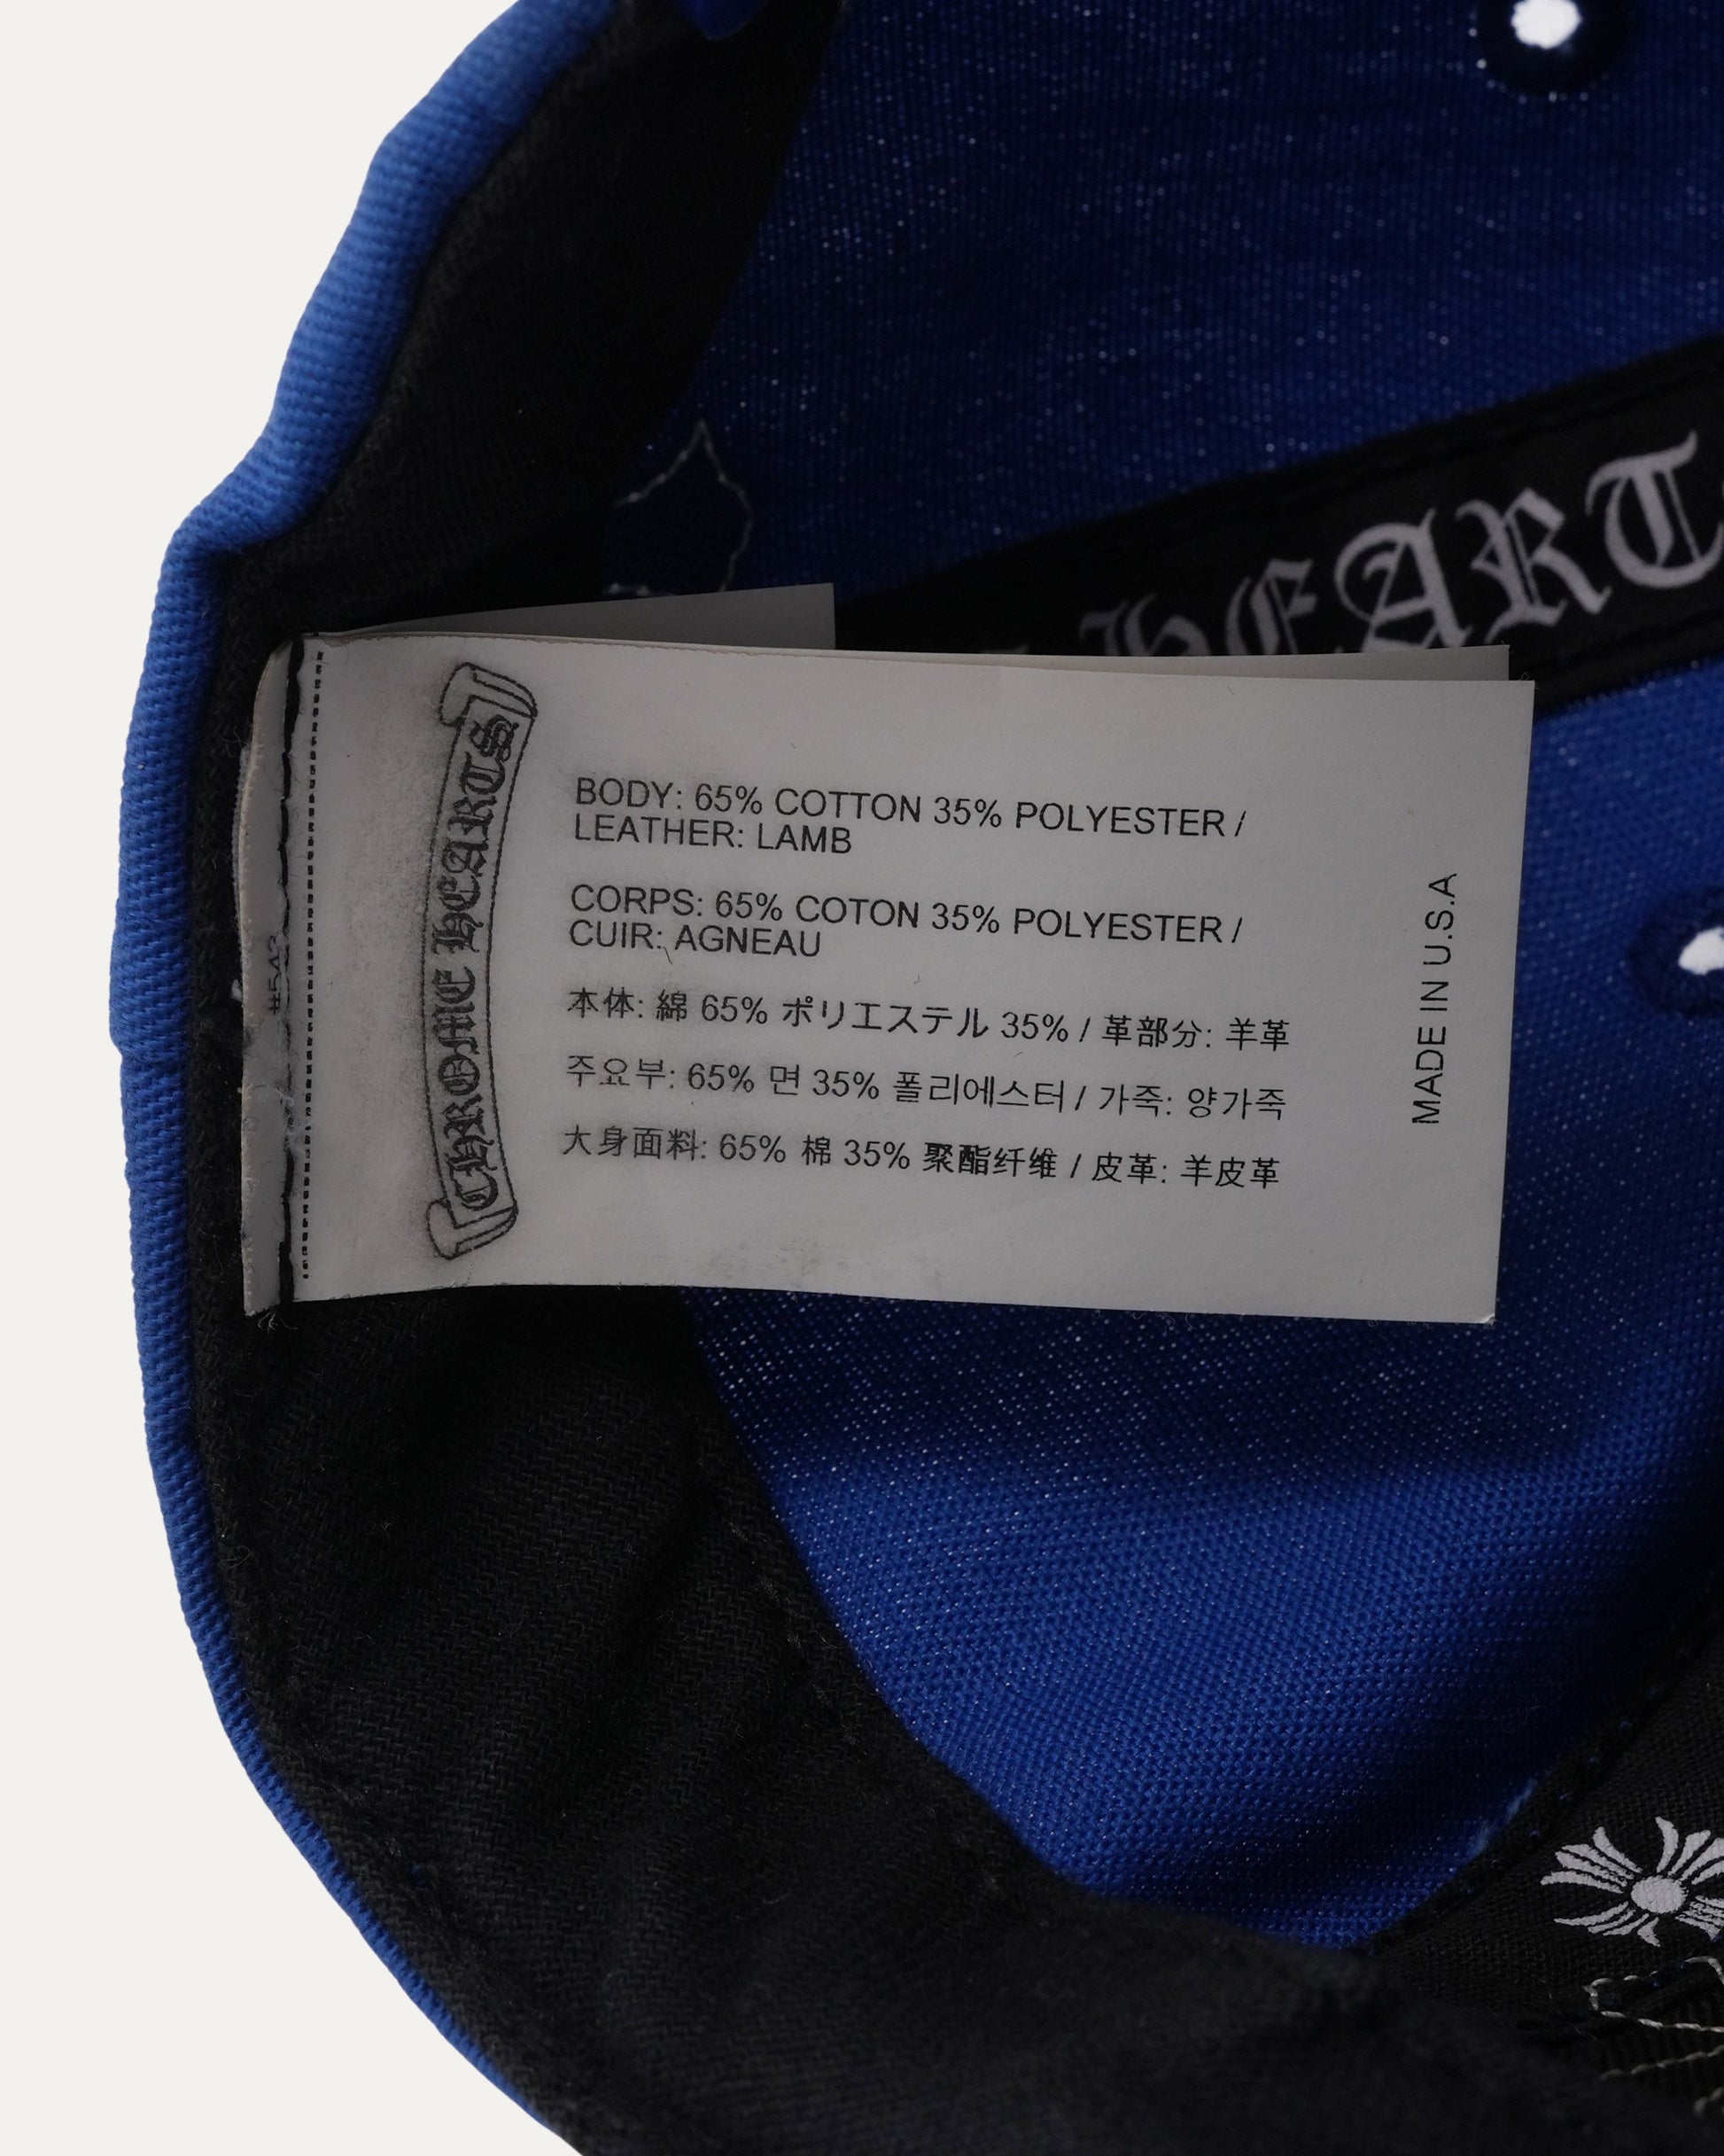 HEART
CHROME HEARTS
BODY: 65% COTTON 35% POLYESTER /
LEATHER: LAMB
CORPS: 65% COTON 35% POLYESTER /
CUIR: AGNEAU
本体: 綿 65% ポリエステル 35% / 革部分: 羊革
주요부: 65% 면 35% 폴리에스터 / 가죽: 양가죽
大身面料: 65% 棉 35% 聚酯纤维 / 皮革: 羊皮革
MADE IN U.S.A